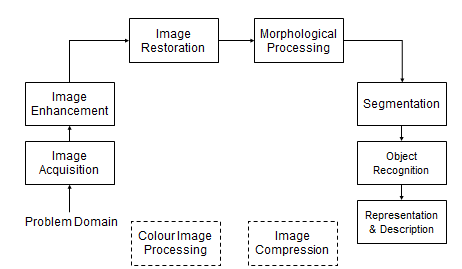 Image
Restoration
Morphological
Processing
Image
Enhancement
Segmentation
Image
Acquisition
Object
Recognition
Problem Domain
Representation
& Description
Colour Image
Processing
Image
Compression